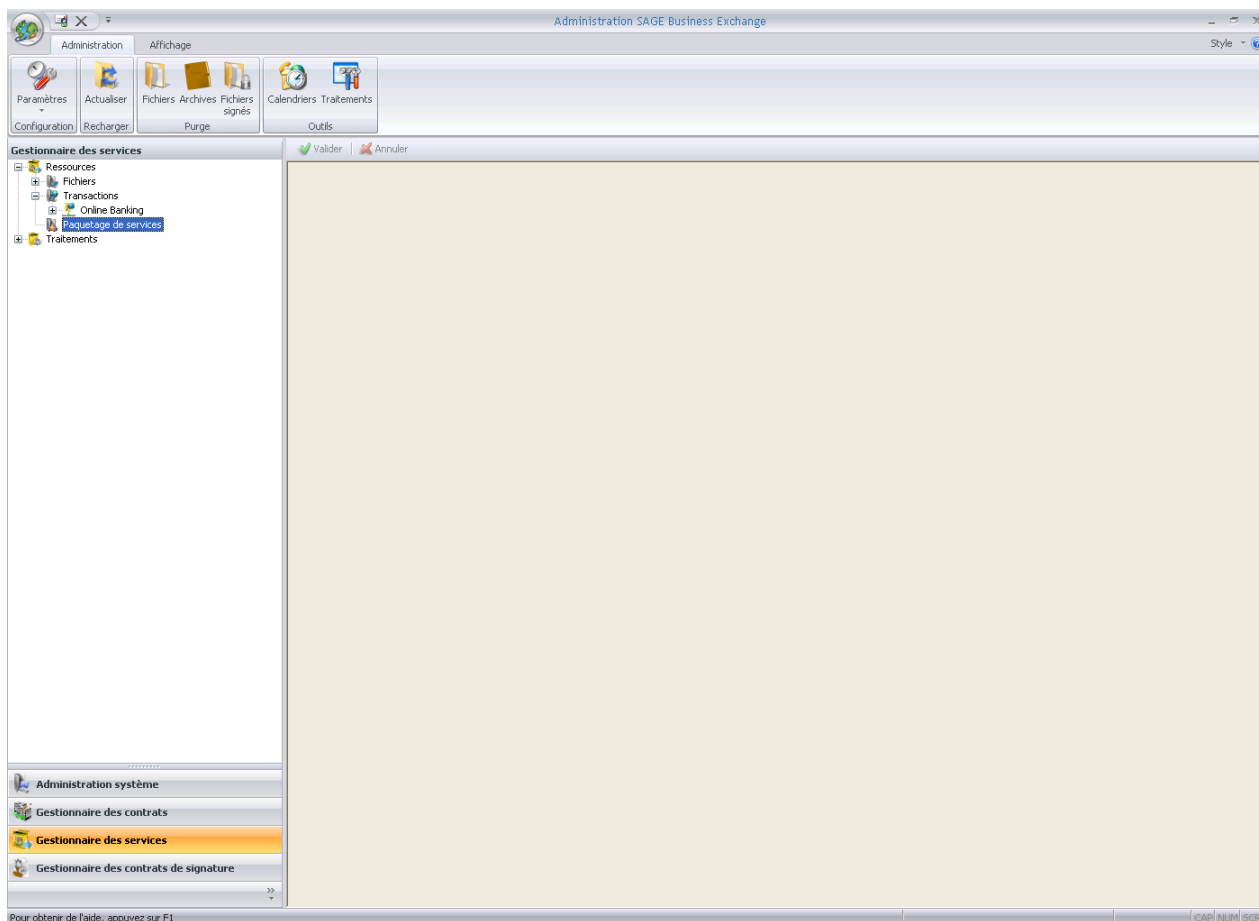 Administration SAGE Business Exchange
Administration Affichage Style
Paramètres Actualiser Fichiers Archives Fichiers signés Calendriers Traitements
Configuration Recharger Purge Outils
Gestionnaire des services
Valider Annuler
Ressources
Fichiers
Transactions
Online Banking
Paquetage de services
Traitements
Administration système
Gestionnaire des contrats
Gestionnaire des services
Gestionnaire des contrats de signature
Pour obtenir de l'aide, appuyez sur F1
CAP NUM